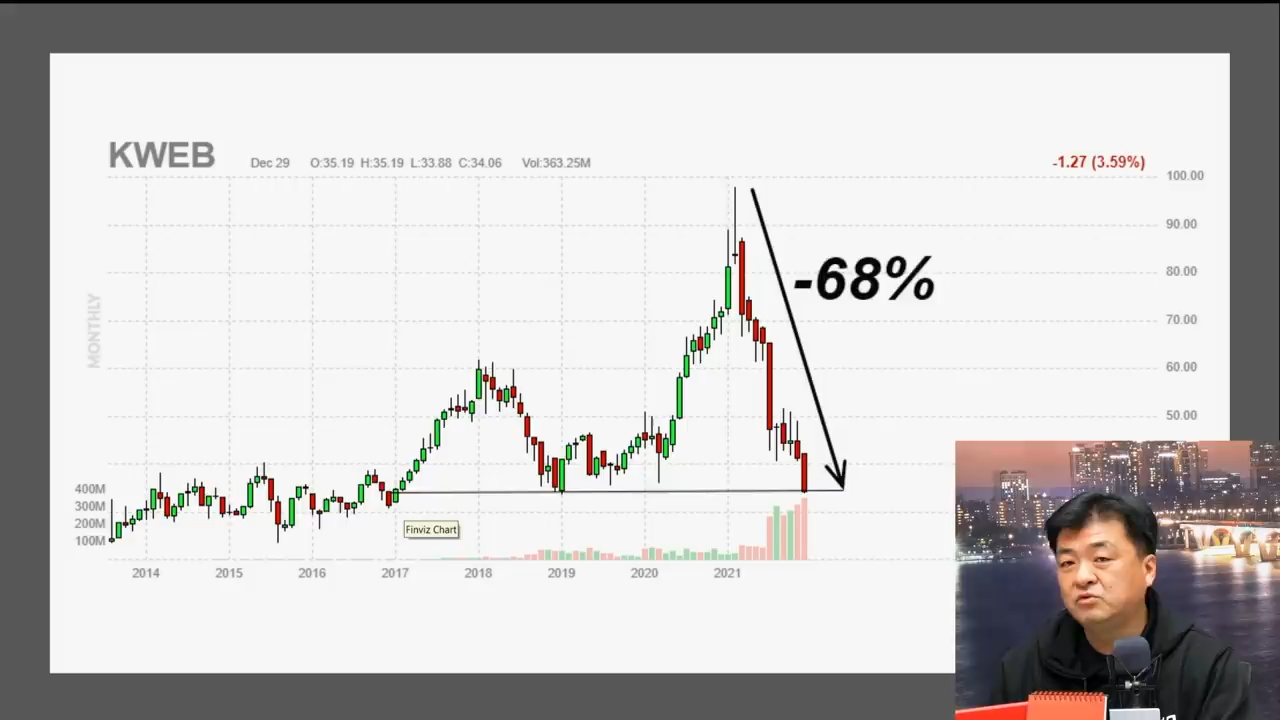 KWEB Dec 29 O:35.19 H:35.19 L:33.88 C:34.06 Vol:363.25M -1.27 (3.59%)
100.00
90.00
-68%
80.00
MONTHLY
70.00
60.00
50.00
400M
300M
200M
100M
Finviz Chart
2014 2015 2016 2017 2018 2019 2020 2021